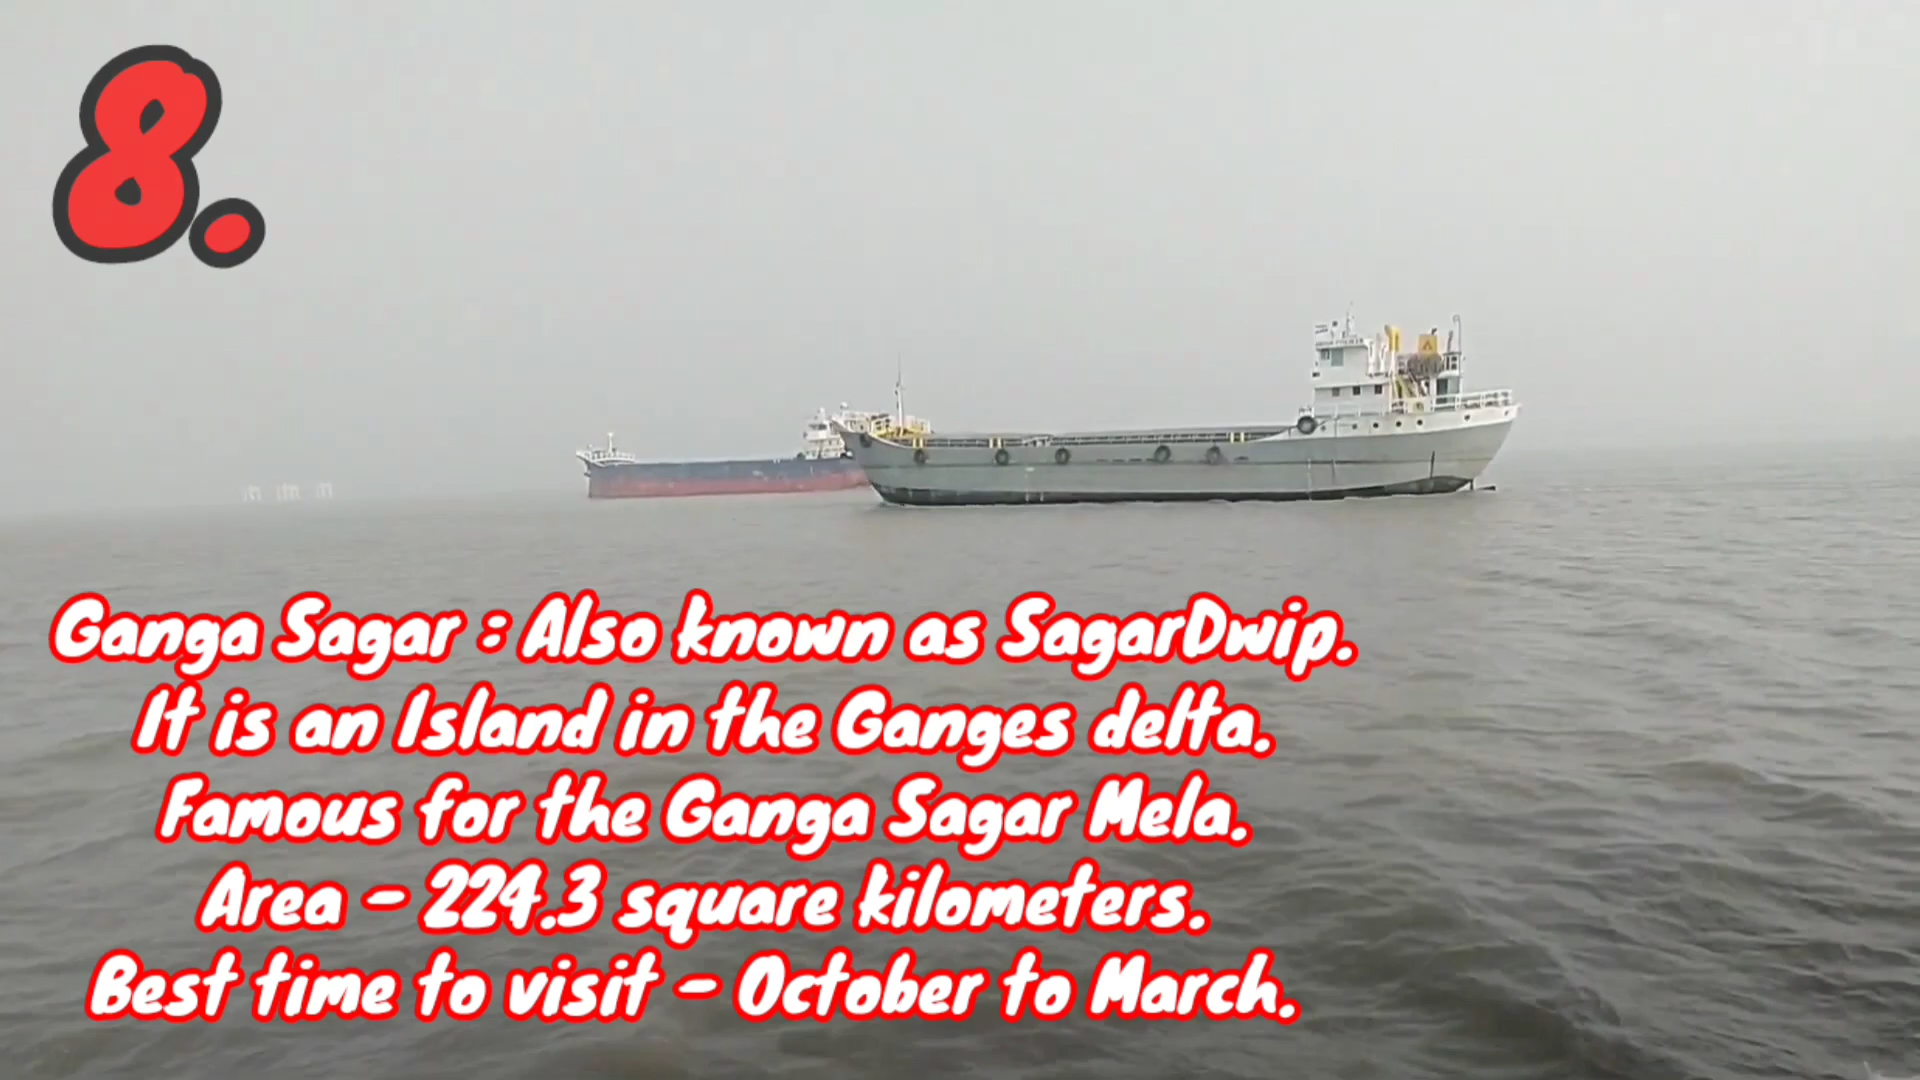 8.
Ganga Sagar : Also known as SagarDwip.
It is an Island in the Ganges delta.
Famous for the Ganga Sagar Mela.
Area - 224.3 square kilometers.
Best time to visit - October to March.